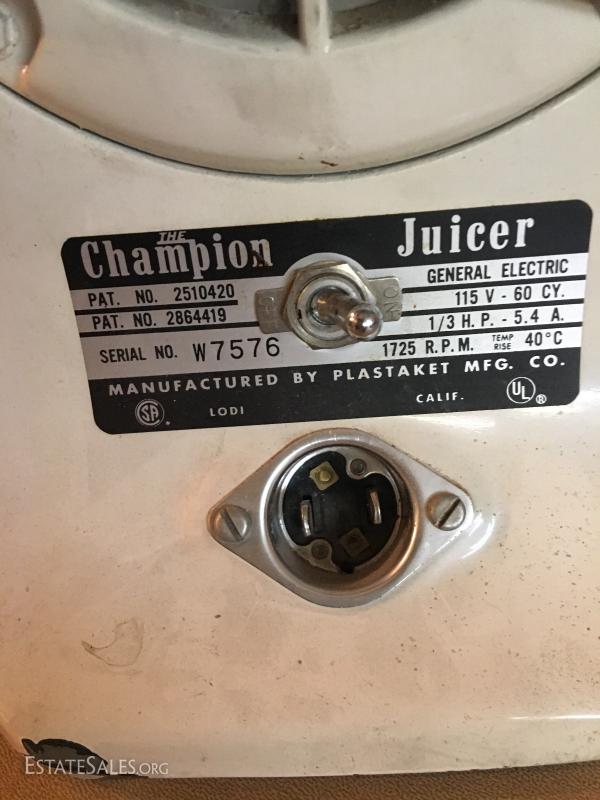 THE
Champion Juicer
PAT. NO. 2510420
PAT. NO. 2864419
SERIAL NO. W7576
GENERAL ELECTRIC
115 V - 60 CY.
1/3 H. P. - 5.4 A.
1725 R.P.M. TEMP RISE 40°C
MANUFACTURED BY PLASTAKET MFG. CO.
SA ® LODI CALIF. UL ®
ESTATESALES.ORG